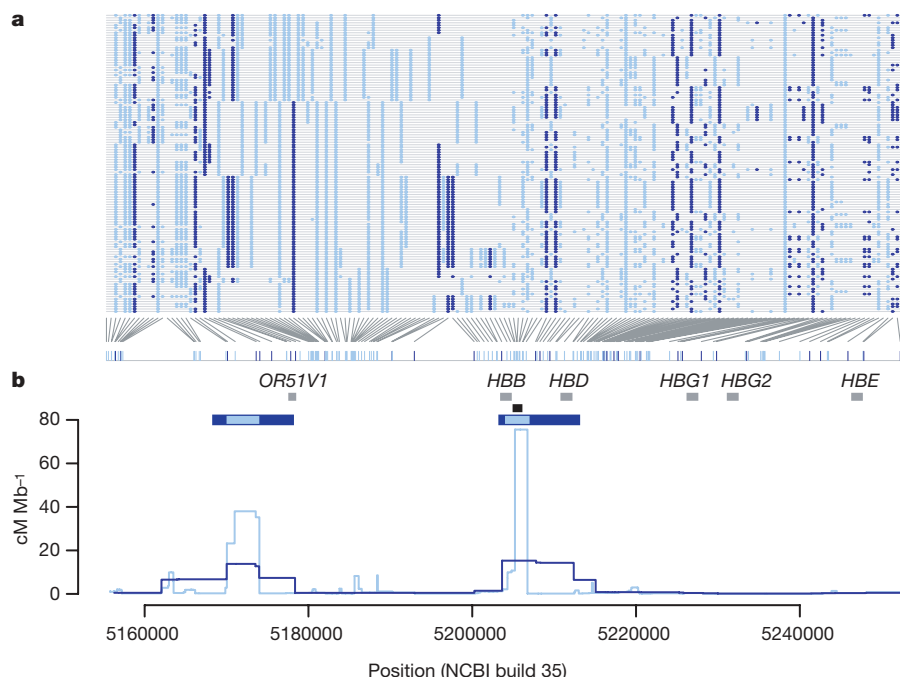 a
b
OR51V1 HBB HBD HBG1 HBG2 HBE
80
60
40
20
0
cM Mb⁻¹
5160000 5180000 5200000 5220000 5240000
Position (NCBI build 35)